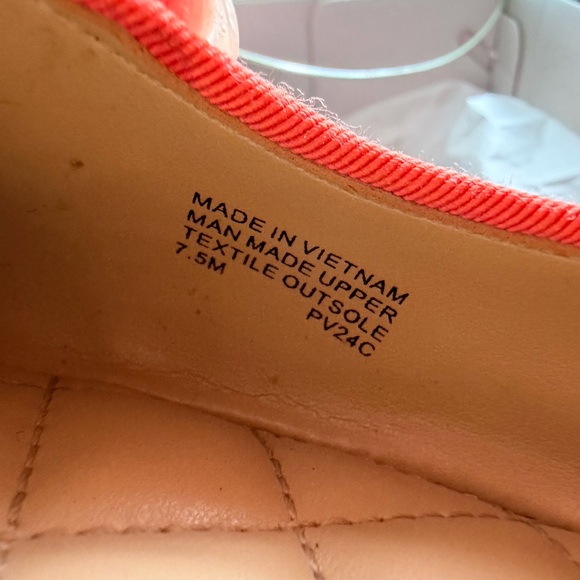 MADE IN VIETNAM
MAN MADE UPPER
TEXTILE OUTSOLE
7.5M
PV24C